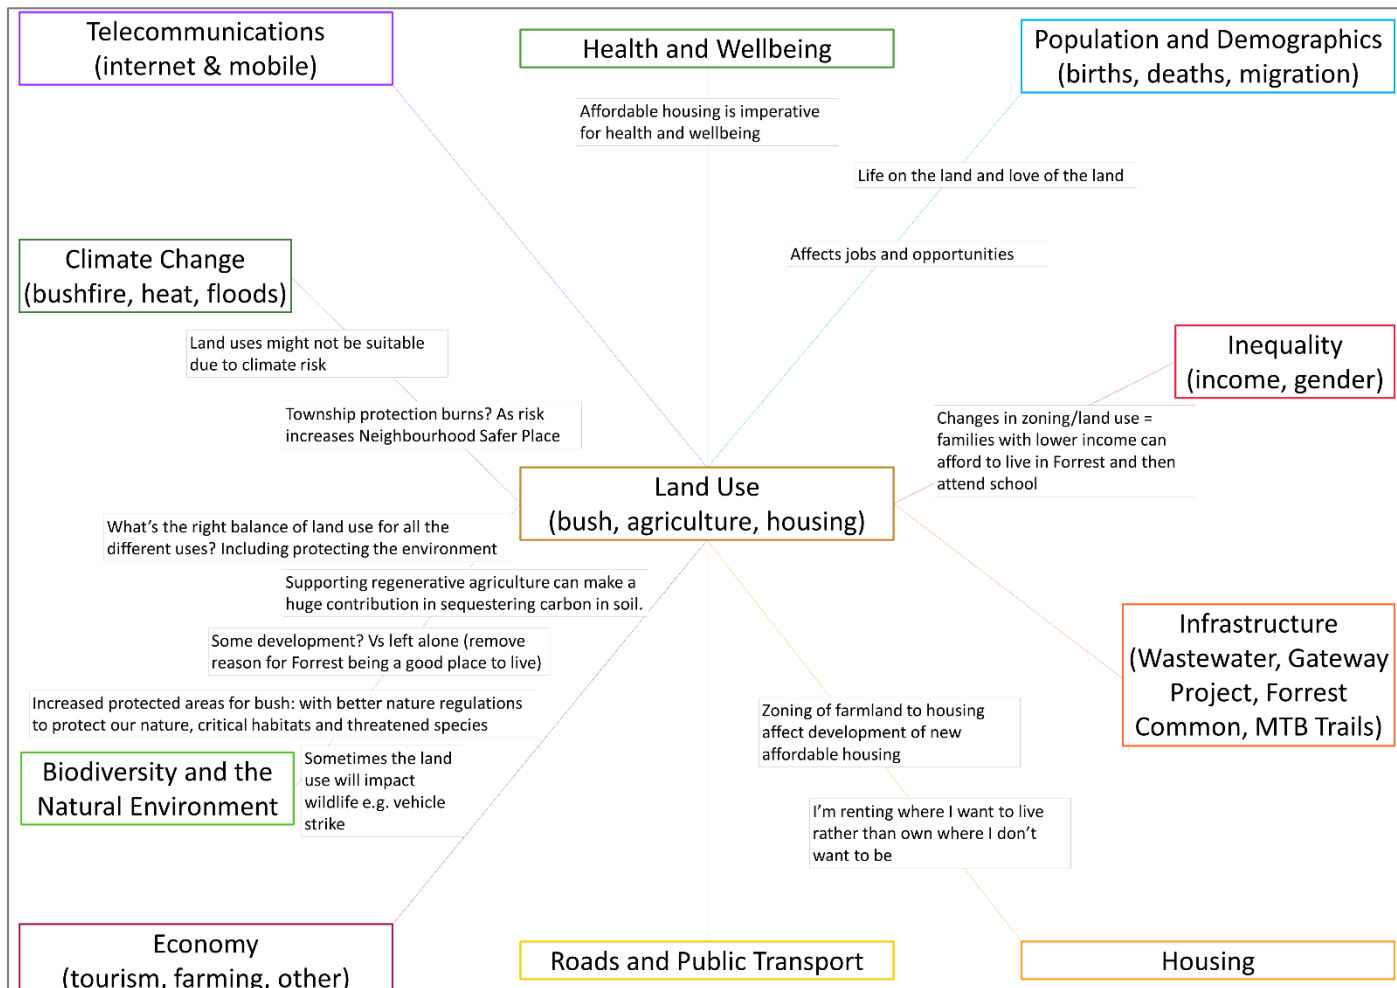 Telecommunications
(internet & mobile)
Health and Wellbeing
Population and Demographics
(births, deaths, migration)
Affordable housing is imperative
for health and wellbeing
Life on the land and love of the land
Affects jobs and opportunities
Climate Change
(bushfire, heat, floods)
Land uses might not be suitable
due to climate risk
Township protection burns? As risk
increases Neighbourhood Safer Place
Inequality
(income, gender)
Changes in zoning/land use =
families with lower income can
afford to live in Forrest and then
attend school
Land Use
(bush, agriculture, housing)
What's the right balance of land use for all the
different uses? Including protecting the environment
Supporting regenerative agriculture can make a
huge contribution in sequestering carbon in soil.
Some development? Vs left alone (remove
reason for Forrest being a good place to live)
Increased protected areas for bush: with better nature regulations
to protect our nature, critical habitats and threatened species
Infrastructure
(Wastewater, Gateway
Project, Forrest
Common, MTB Trails)
Biodiversity and the
Natural Environment
Sometimes the land
use will impact
wildlife e.g. vehicle
strike
Zoning of farmland to housing
affect development of new
affordable housing
I'm renting where I want to live
rather than own where I don't
want to be
Economy
(tourism, farming, other)
Roads and Public Transport
Housing